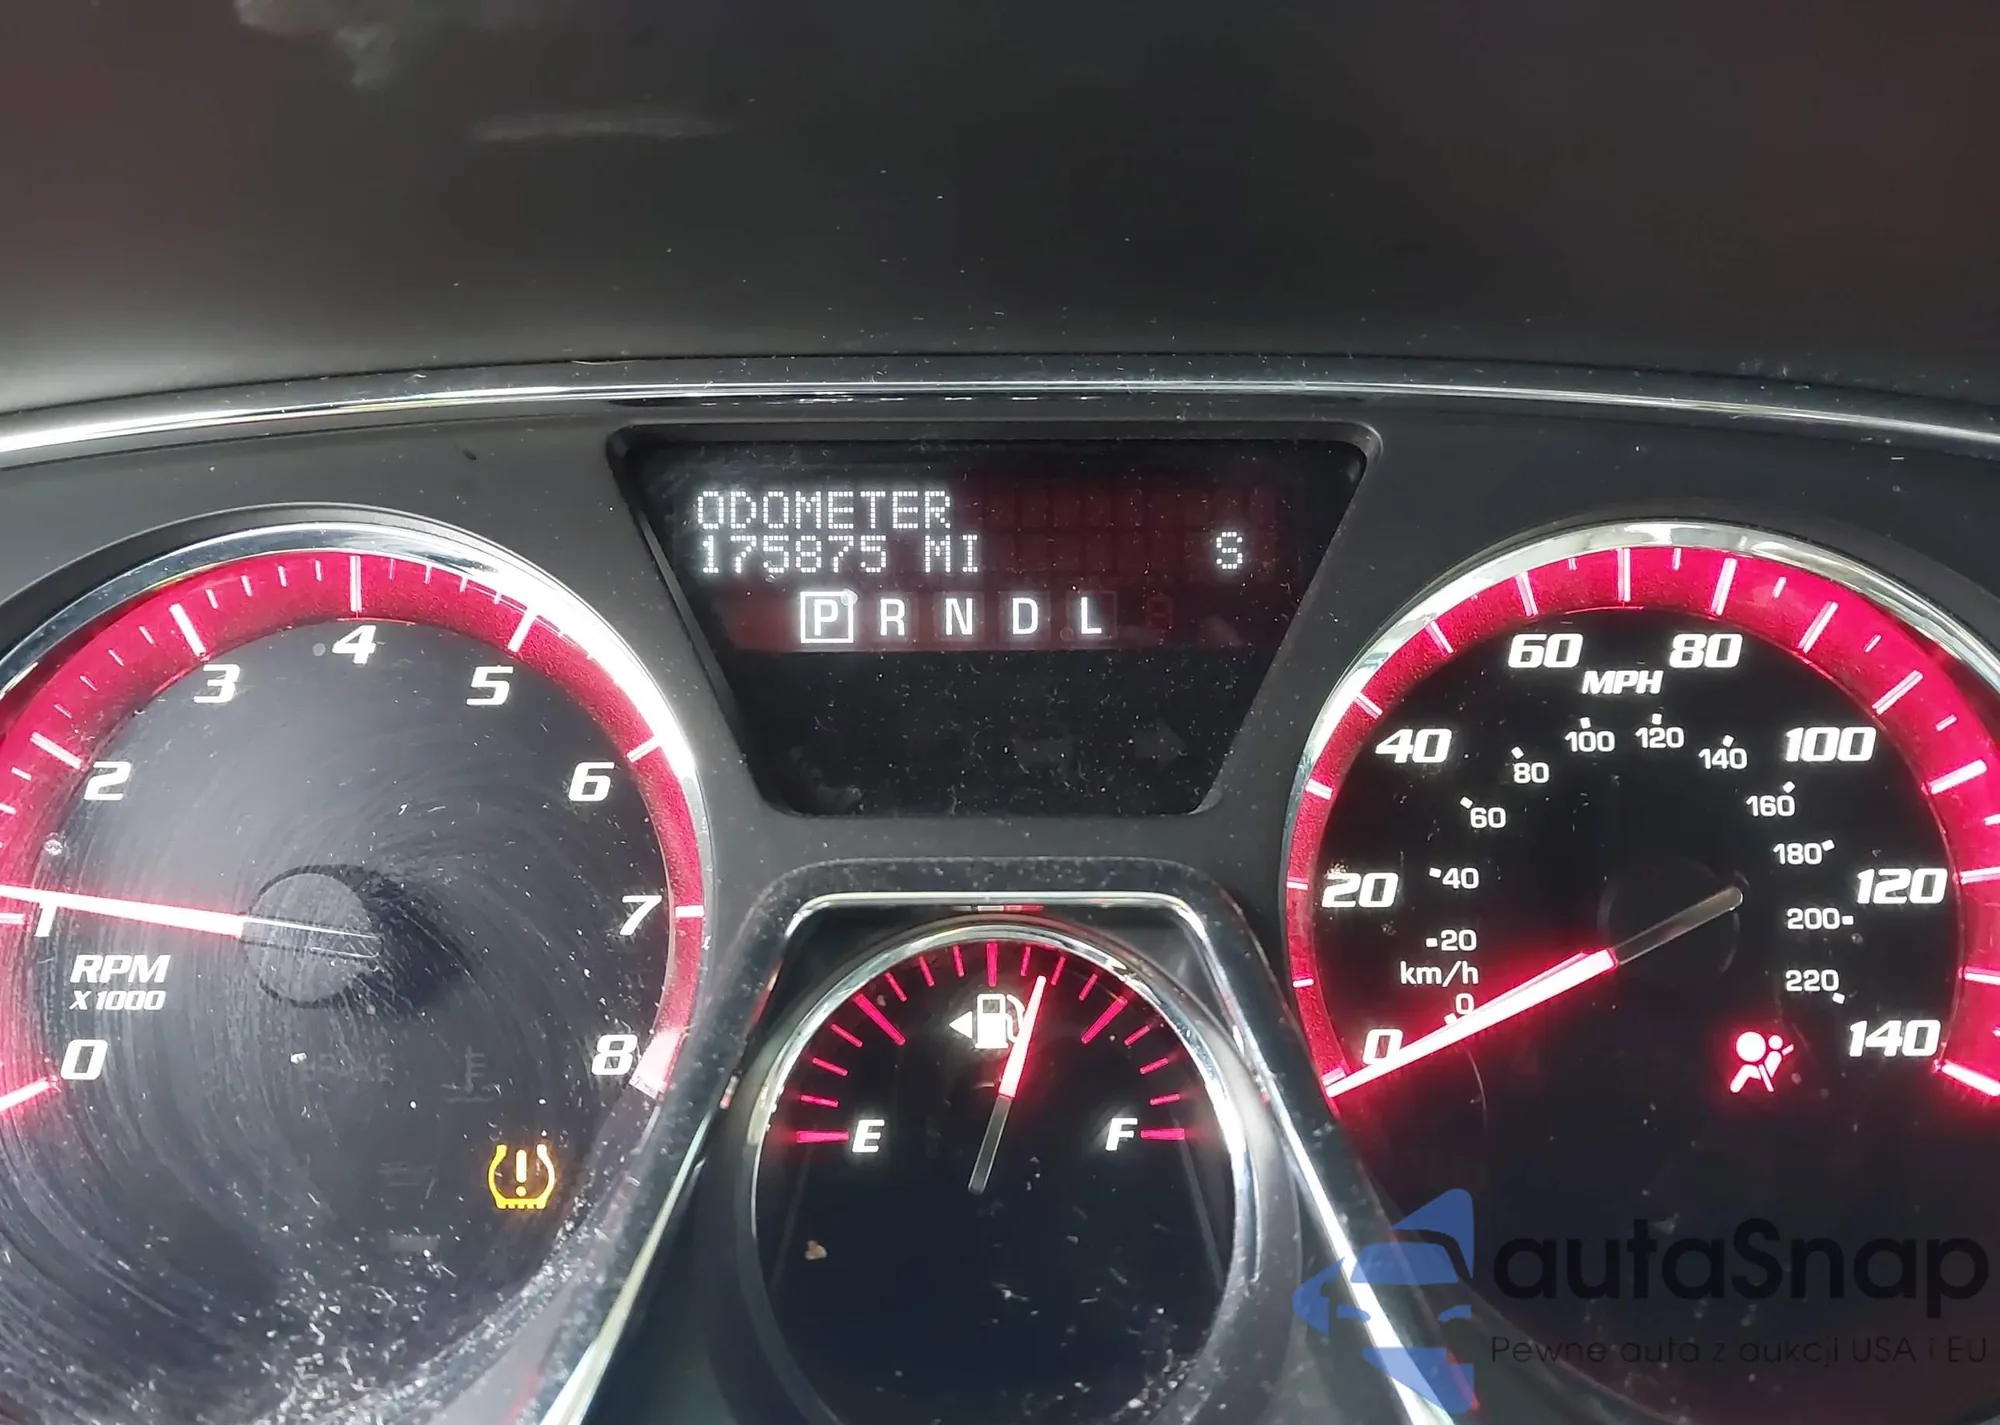 ODOMETER
175875 MI S
P R N D L
0 1 2 3 4 5 6 7 8
RPM
X 1000
E F
0 20 40 60 80 100 120 140
MPH
0 20 40 60 80 100 120 140 160 180 200 220
km/h
autaSnap
Pewne auta z aukcji USA i EU